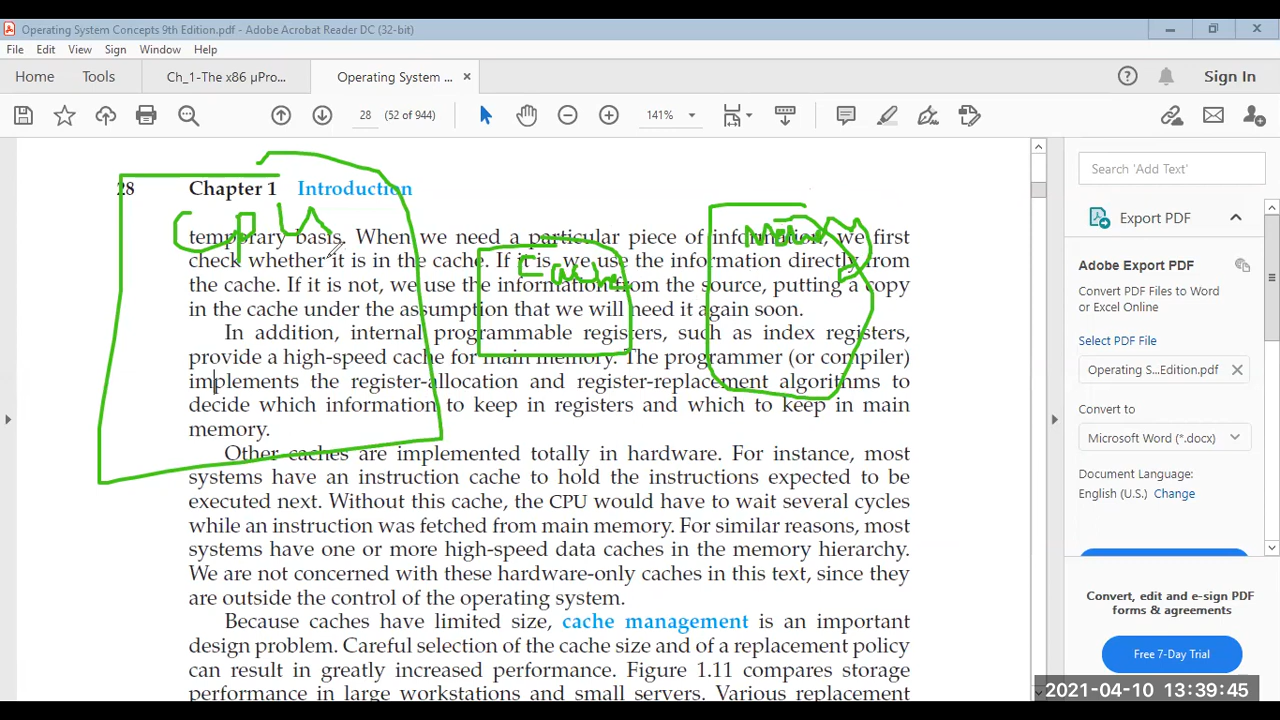 Operating System Concepts 9th Edition.pdf - Adobe Acrobat Reader DC (32-bit)
File Edit View Sign Window Help
Home Tools Ch_1-The x86 µPro... Operating System ... × Sign In
28 (52 of 944) 141%
28 Chapter 1 Introduction
CPU
temporary basis. When we need a particular piece of information, we first
check whether it is in the cache. If it is, we use the information directly from
Cache
the cache. If it is not, we use the information from the source, putting a copy
in the cache under the assumption that we will need it again soon.
In addition, internal programmable registers, such as index registers,
provide a high-speed cache for main memory. The programmer (or compiler)
implements the register-allocation and register-replacement algorithms to
decide which information to keep in registers and which to keep in main
memory.
Other caches are implemented totally in hardware. For instance, most
systems have an instruction cache to hold the instructions expected to be
executed next. Without this cache, the CPU would have to wait several cycles
while an instruction was fetched from main memory. For similar reasons, most
systems have one or more high-speed data caches in the memory hierarchy.
We are not concerned with these hardware-only caches in this text, since they
are outside the control of the operating system.
Because caches have limited size, cache management is an important
design problem. Careful selection of the cache size and of a replacement policy
can result in greatly increased performance. Figure 1.11 compares storage
performance in large workstations and small servers. Various replacement
Search 'Add Text'
Export PDF
Adobe Export PDF
Convert PDF Files to Word
or Excel Online
Select PDF File
Operating S...Edition.pdf ×
Convert to
Microsoft Word (*.docx)
Document Language:
English (U.S.) Change
Convert, edit and e-sign PDF
forms & agreements
Free 7-Day Trial
2021-04-10 13:39:45